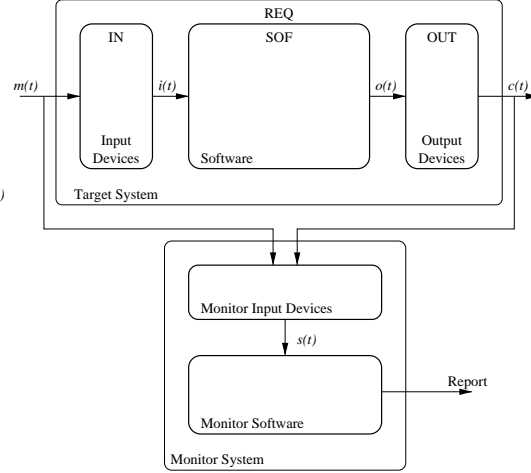 REQ
IN
SOF
OUT
m(t)
i(t)
o(t)
c(t)
Input
Devices
Software
Output
Devices
)
Target System
Monitor Input Devices
s(t)
Report
Monitor Software
Monitor System